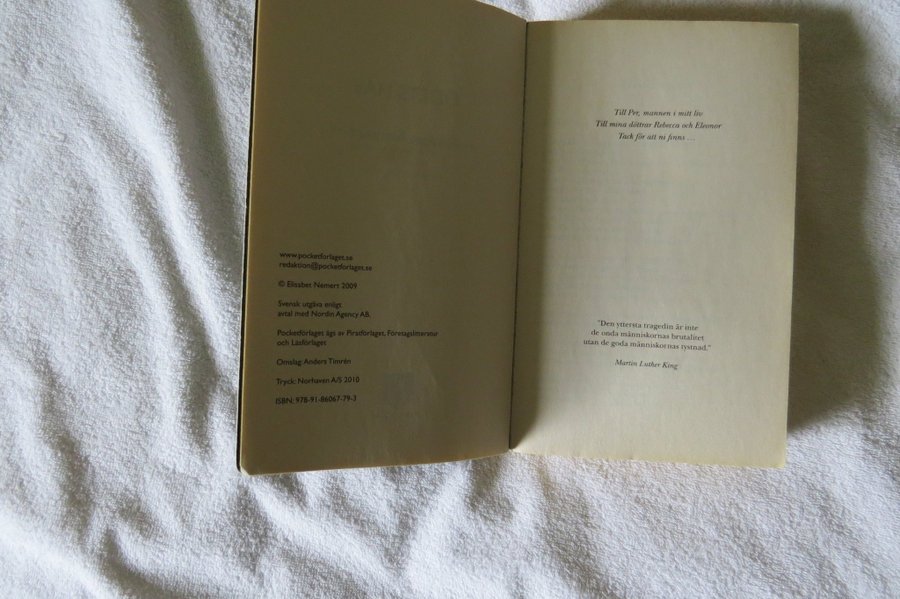 www.pocketforlaget.se
redaktion@pocketforlaget.se
© Elisabet Nemert 2009
Svensk utgåva enligt
avtal med Nordin Agency AB.
Pocketförlaget ägs av Piratförlaget, Företagslitteratur
och Läsförlaget
Omslag: Anders Timrén
Tryck: Norhaven A/S 2010
ISBN: 978-91-86067-79-3
Till Per, mannen i mitt liv
Till mina döttrar Rebecca och Eleonor
Tack för att ni finns …
"Den yttersta tragedin är inte
de onda människornas brutalitet
utan de goda människornas tystnad."
Martin Luther King